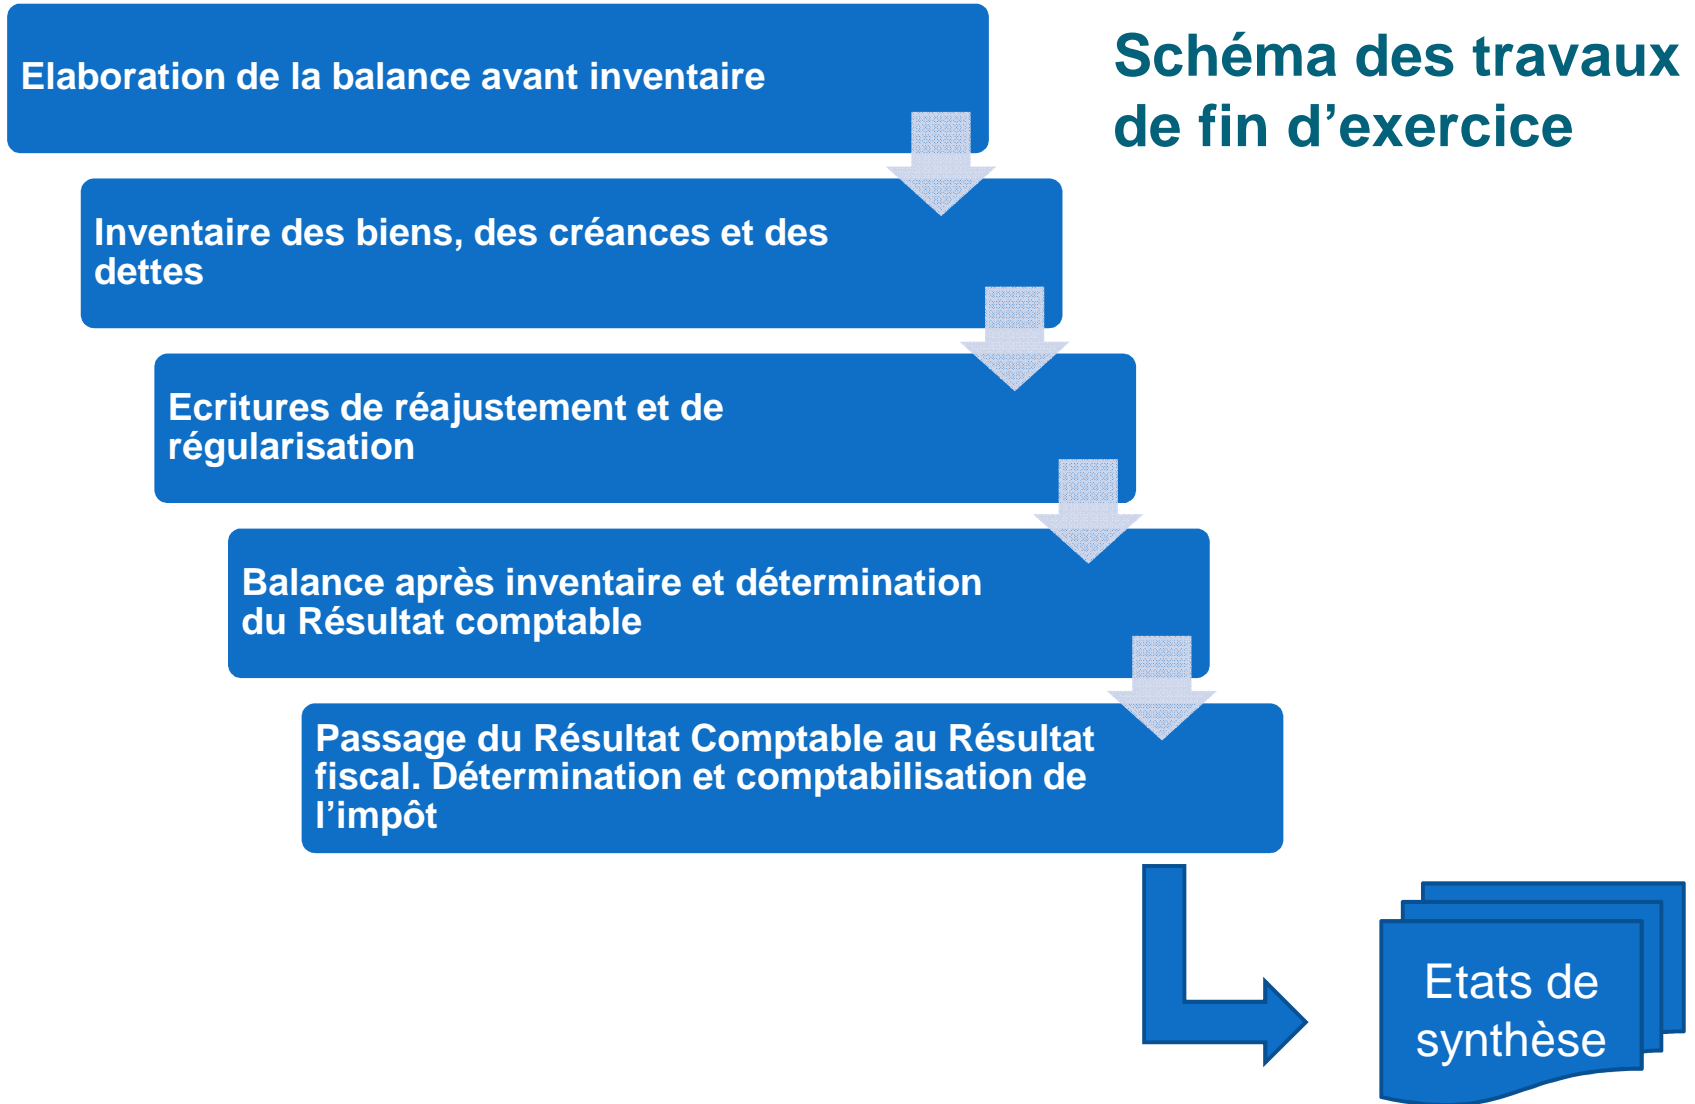 Schéma des travaux
de fin d’exercice
Elaboration de la balance avant inventaire
Inventaire des biens, des créances et des
dettes
Ecritures de réajustement et de
régularisation
Balance après inventaire et détermination
du Résultat comptable
Passage du Résultat Comptable au Résultat
fiscal. Détermination et comptabilisation de
l’impôt
Etats de
synthèse